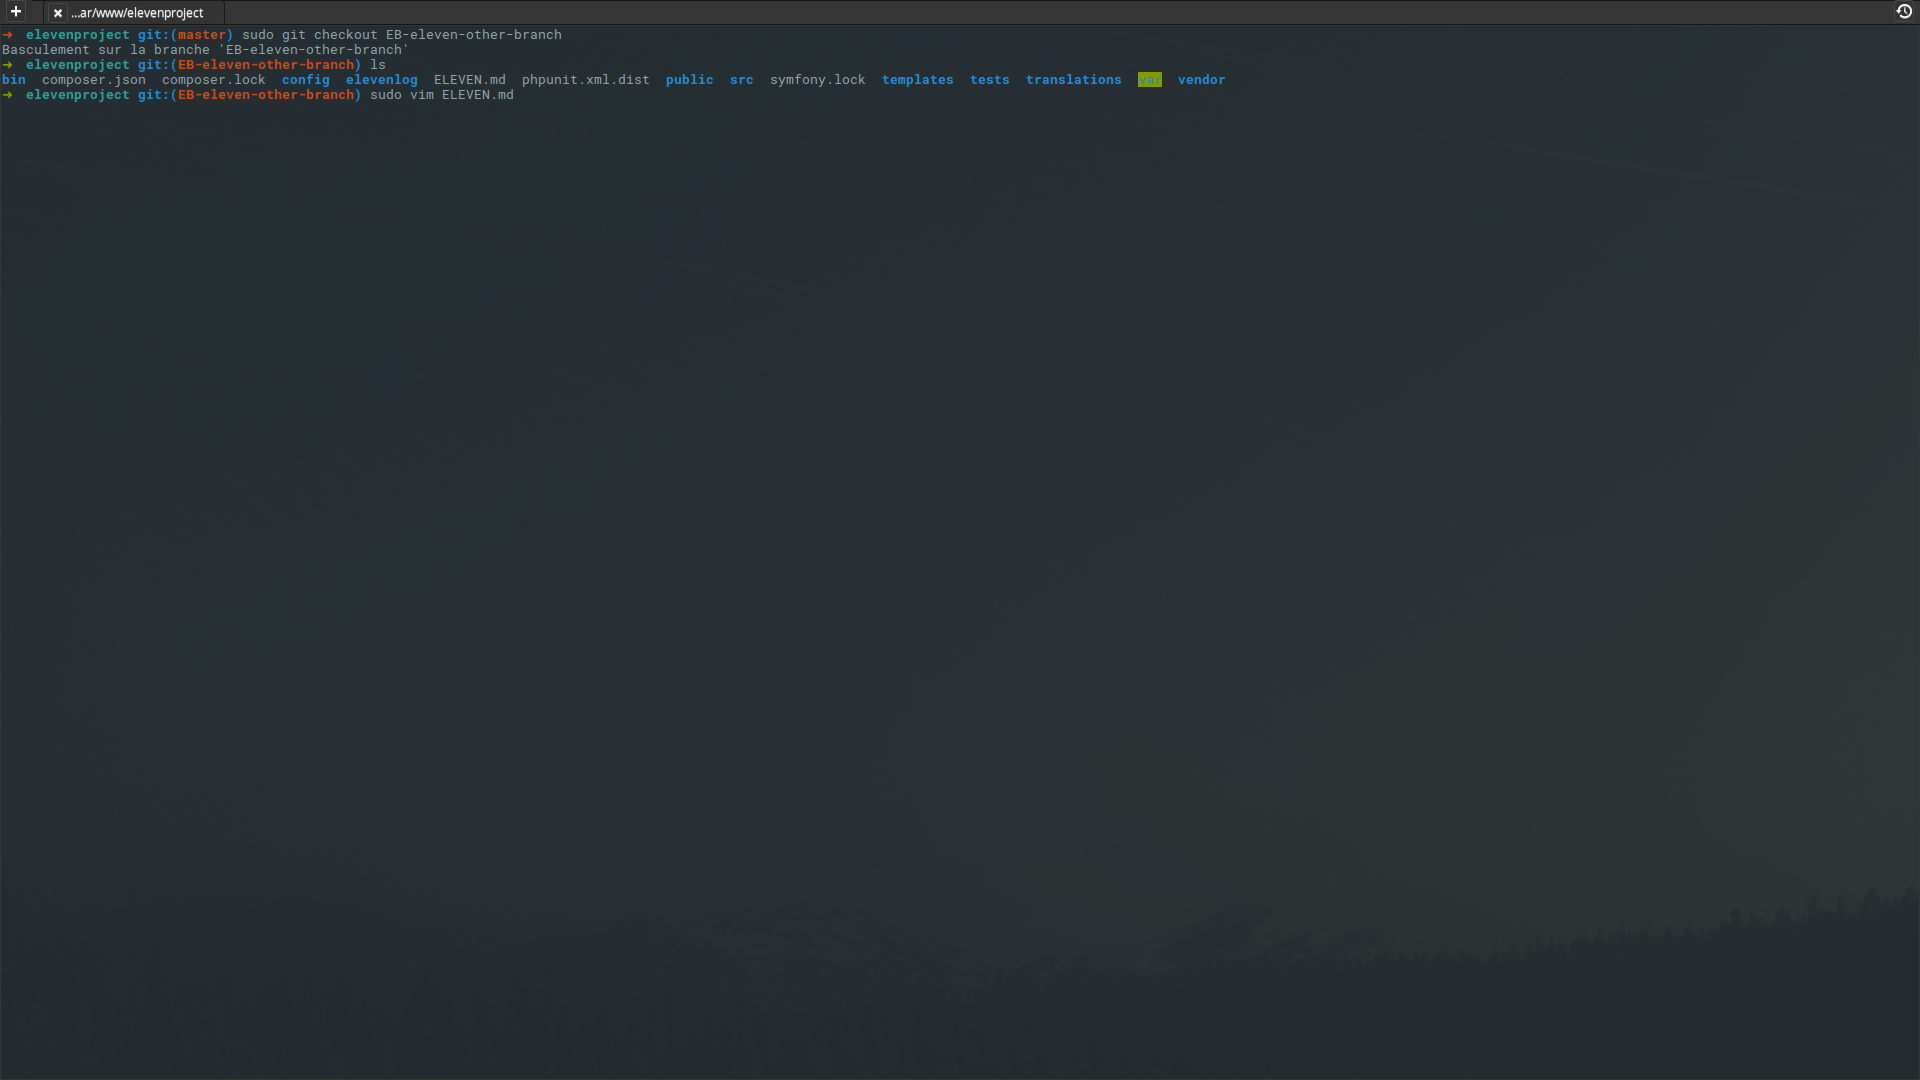 ...ar/www/elevenproject
➜  elevenproject git:(master) sudo git checkout EB-eleven-other-branch
Basculement sur la branche 'EB-eleven-other-branch'
➜  elevenproject git:(EB-eleven-other-branch) ls
bin  composer.json  composer.lock  config  elevenlog  ELEVEN.md  phpunit.xml.dist  public  src  symfony.lock  templates  tests  translations  var  vendor
➜  elevenproject git:(EB-eleven-other-branch) sudo vim ELEVEN.md